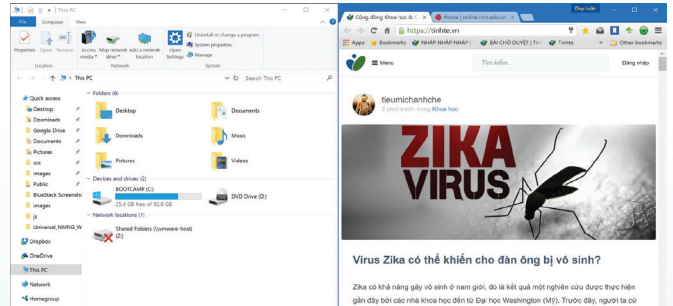 This PC
File
Computer
View
Properties
Open
Rename
Access media
Map network drive
Add a network location
Open Settings
Uninstall or change a program
System properties
Manage
Location
Network
System
This PC
Search This PC
Quick access
Desktop
Downloads
Google Drive
Documents
Pictures
xxx
images
Public
BlueStack Screensho
images
js
Universal_NMING_W
Dropbox
OneDrive
This PC
Network
Homegroup
Folders (6)
Desktop
Documents
Downloads
Music
Pictures
Videos
Devices and drives (2)
BOOTCAMP (C:)
25.4 GB free of 92.6 GB
DVD Drive (D:)
Network locations (1)
Shared Folders (\\vmware-host)
(Z:)
Cộng đồng Khoa học & C
Home | online.rmit.edu.vn
Duy Luân
https://tinhte.vn
Apps
Bookmarks
NHÁP NHÁP NHÁP |
BÀI CHỜ DUYỆT | Tin
Tinhte
Other bookmarks
Menu
Tìm kiếm...
Đăng nhập
tieumichanhche
2 phút trước trong Khoa học
ZIKA
VIRUS
Virus Zika có thể khiến cho đàn ông bị vô sinh?
Zika có khả năng gây vô sinh ở nam giới, đó là kết quả một nghiên cứu được thực hiện
gần đây bởi các nhà khoa học đến từ Đại học Washington (Mỹ). Trước đây, người ta cứ